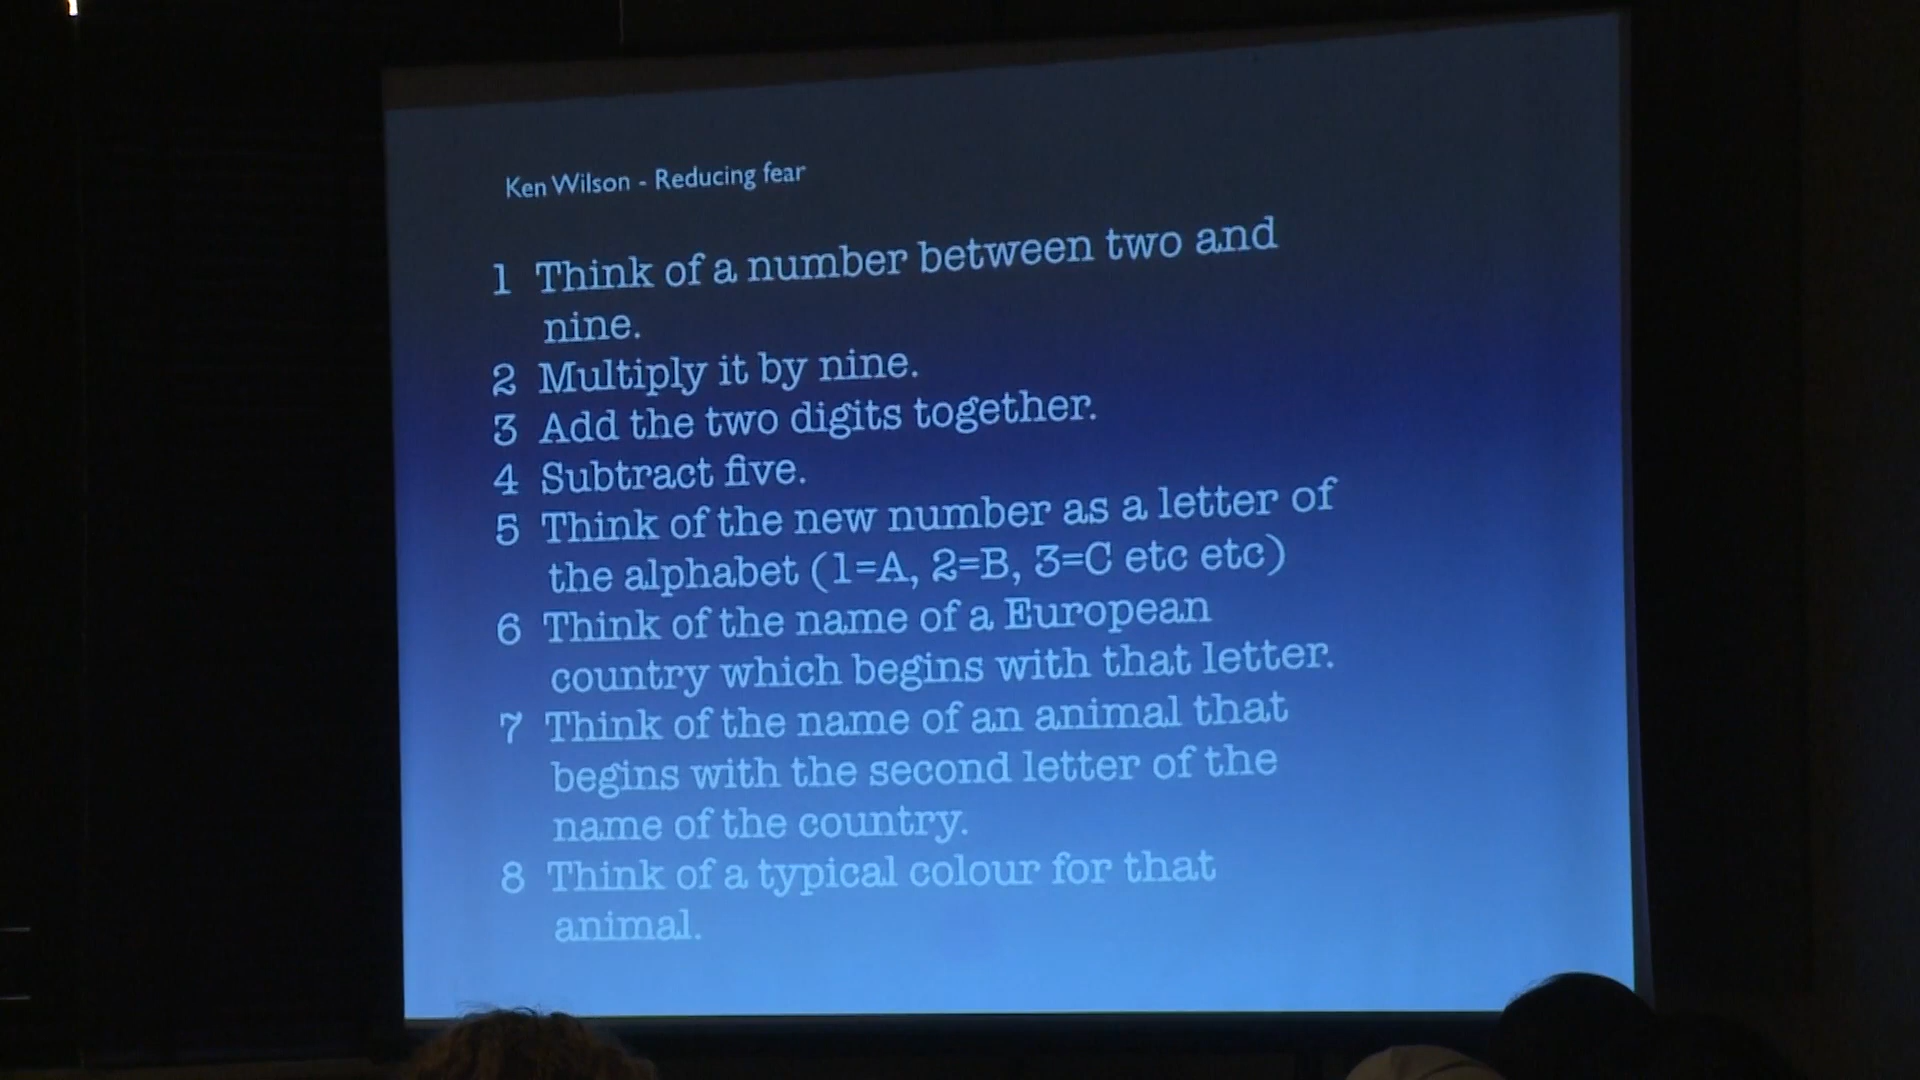 Ken Wilson - Reducing fear
1 Think of a number between two and
nine.
2 Multiply it by nine.
3 Add the two digits together.
4 Subtract five.
5 Think of the new number as a letter of
the alphabet (1=A, 2=B, 3=C etc etc)
6 Think of the name of a European
country which begins with that letter.
7 Think of the name of an animal that
begins with the second letter of the
name of the country.
8 Think of a typical colour for that
animal.